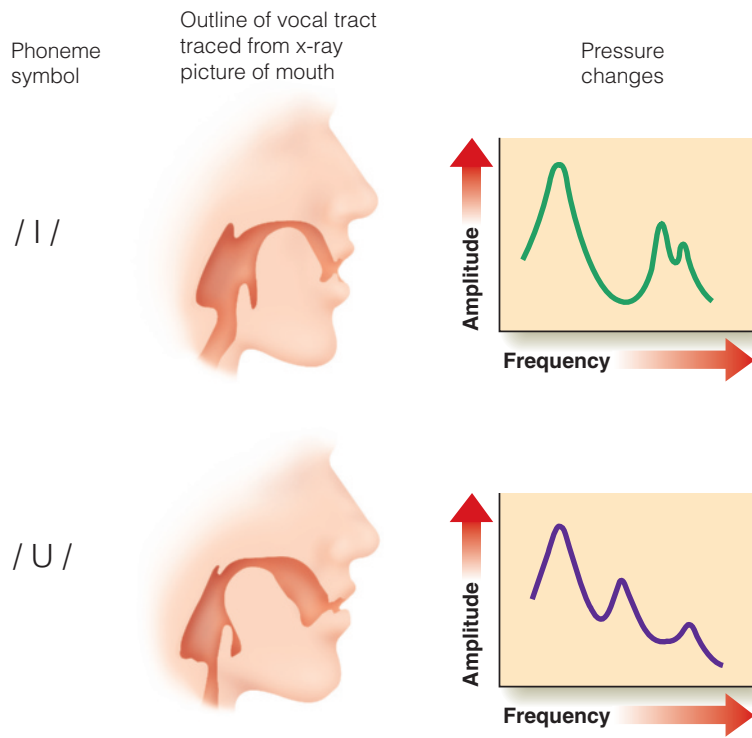 Phoneme
symbol
Outline of vocal tract
traced from x-ray
picture of mouth
Pressure
changes
/ I /
Amplitude
Frequency
/ U /
Amplitude
Frequency